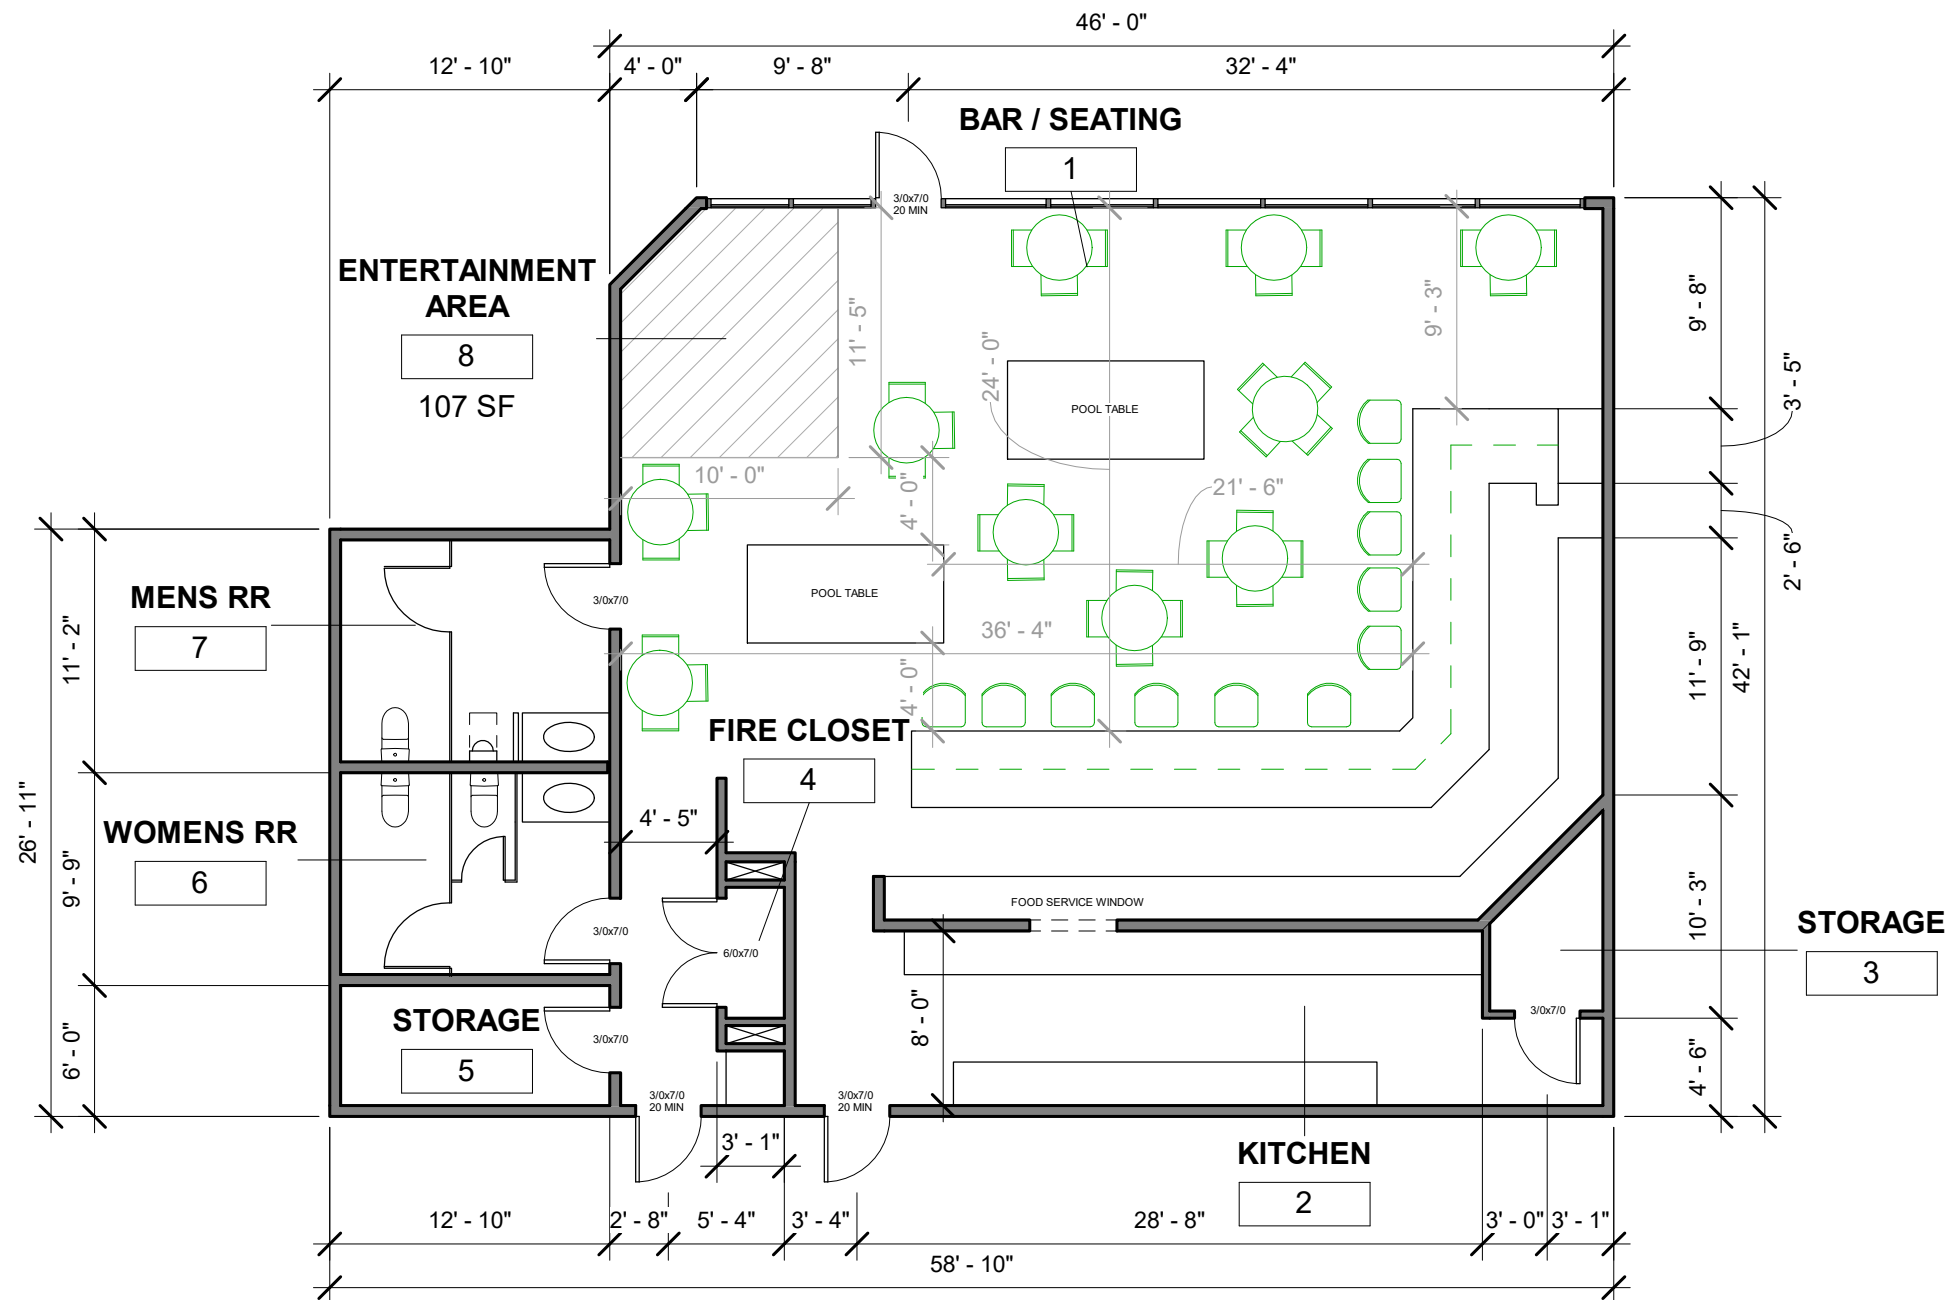 46' - 0"
12' - 10"
4' - 0"
9' - 8"
32' - 4"
BAR / SEATING
1
3/0x7/0
20 MIN
ENTERTAINMENT
AREA
8
107 SF
11' - 5"
24' - 0"
9' - 3"
9' - 8"
3' - 5"
POOL TABLE
10' - 0"
4' - 0"
21' - 6"
2' - 6"
MENS RR
7
11' - 2"
3/0x7/0
POOL TABLE
36' - 4"
11' - 9"
42' - 1"
4' - 0"
FIRE CLOSET
4
26' - 11"
WOMENS RR
6
9' - 9"
4' - 5"
FOOD SERVICE WINDOW
3/0x7/0
6/0x7/0
10' - 3"
STORAGE
3
8' - 0"
STORAGE
5
3/0x7/0
3/0x7/0
6' - 0"
4' - 6"
3/0x7/0
20 MIN
3/0x7/0
20 MIN
3' - 1"
KITCHEN
2
12' - 10"
2' - 8"
5' - 4"
3' - 4"
28' - 8"
3' - 0"
3' - 1"
58' - 10"